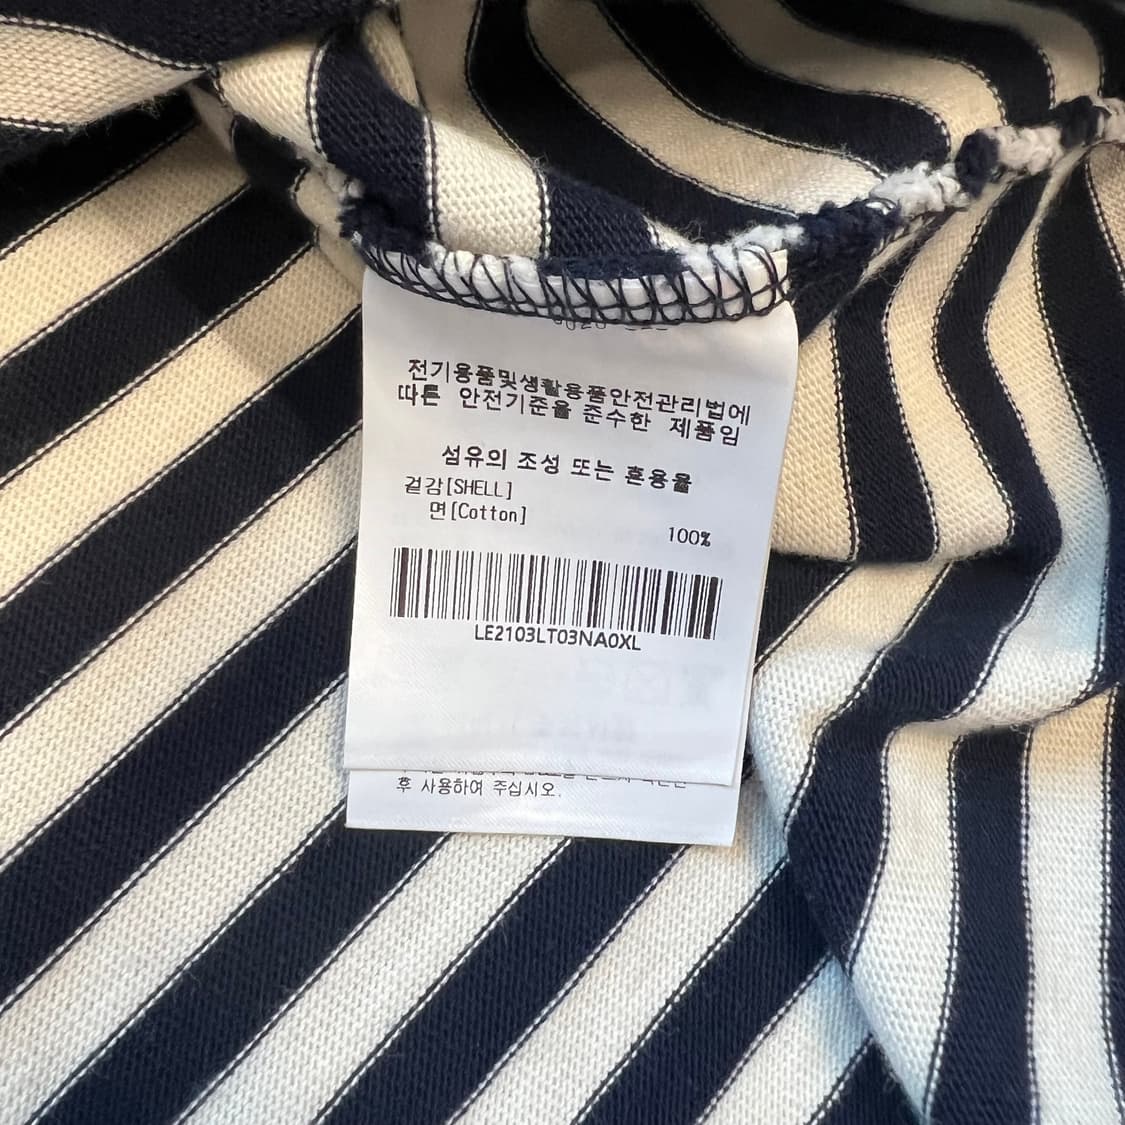 전기용품및생활용품안전관리법에
따른 안전기준을 준수한 제품임
섬유의 조성 또는 혼용율
겉감[SHELL]
면[Cotton]
100%
LE2103LT03NA0XL
후 사용하여 주십시오.